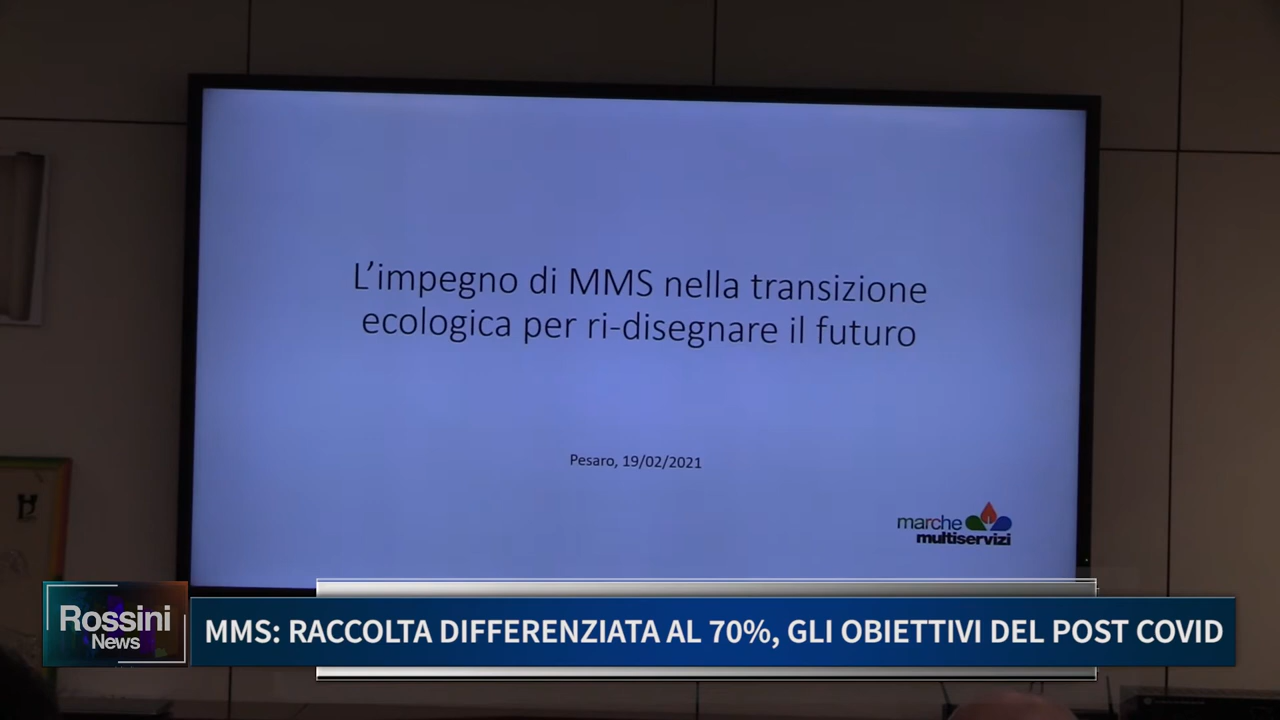 L'impegno di MMS nella transizione
ecologica per ri-disegnare il futuro
Pesaro, 19/02/2021
marche
multiservizi
Rossini
News
MMS: RACCOLTA DIFFERENZIATA AL 70%, GLI OBIETTIVI DEL POST COVID